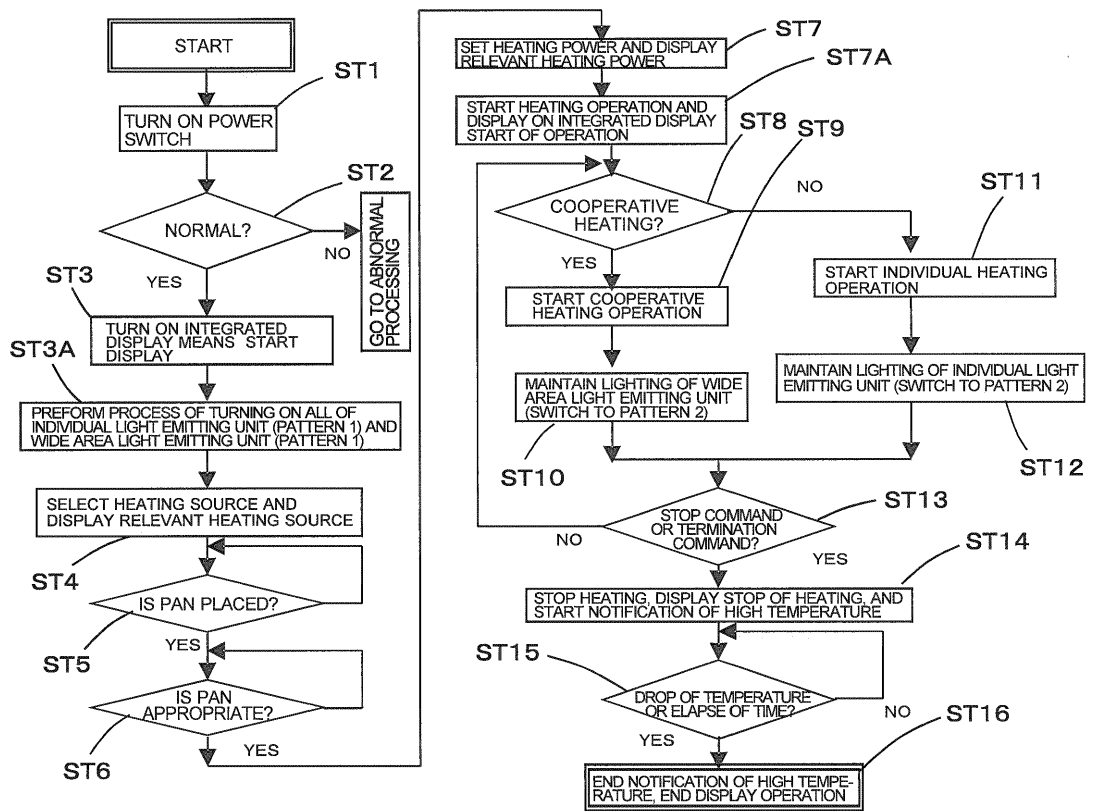 START
ST1
TURN ON POWER
SWITCH
ST2
NORMAL?
NO
GO TO ABNORMAL
PROCESSING
YES
ST3
TURN ON INTEGRATED
DISPLAY MEANS START
DISPLAY
ST3A
PREFORM PROCESS OF TURNING ON ALL OF
INDIVIDUAL LIGHT EMITTING UNIT (PATTERN 1) AND
WIDE AREA LIGHT EMITTING UNIT (PATTERN 1)
SELECT HEATING SOURCE AND
DISPLAY RELEVANT HEATING SOURCE
ST4
IS PAN PLACED?
YES
ST5
IS PAN
APPROPRIATE?
YES
ST6
ST7
SET HEATING POWER AND DISPLAY
RELEVANT HEATING POWER
ST7A
START HEATING OPERATION AND
DISPLAY ON INTEGRATED DISPLAY
START OF OPERATION
ST8
ST9
COOPERATIVE
HEATING?
NO
YES
ST11
START COOPERATIVE
HEATING OPERATION
START INDIVIDUAL HEATING
OPERATION
MAINTAIN LIGHTING OF WIDE
AREA LIGHT EMITTING UNIT
(SWITCH TO PATTERN 2)
ST10
MAINTAIN LIGHTING OF INDIVIDUAL LIGHT
EMITTING UNIT (SWITCH TO PATTERN 2)
ST12
ST13
STOP COMMAND
OR TERMINATION
COMMAND?
NO
YES
ST14
STOP HEATING, DISPLAY STOP OF HEATING, AND
START NOTIFICATION OF HIGH TEMPERATURE
ST15
DROP OF TEMPERATURE
OR ELAPSE OF TIME?
NO
YES
ST16
END NOTIFICATION OF HIGH TEMPE-
RATURE, END DISPLAY OPERATION